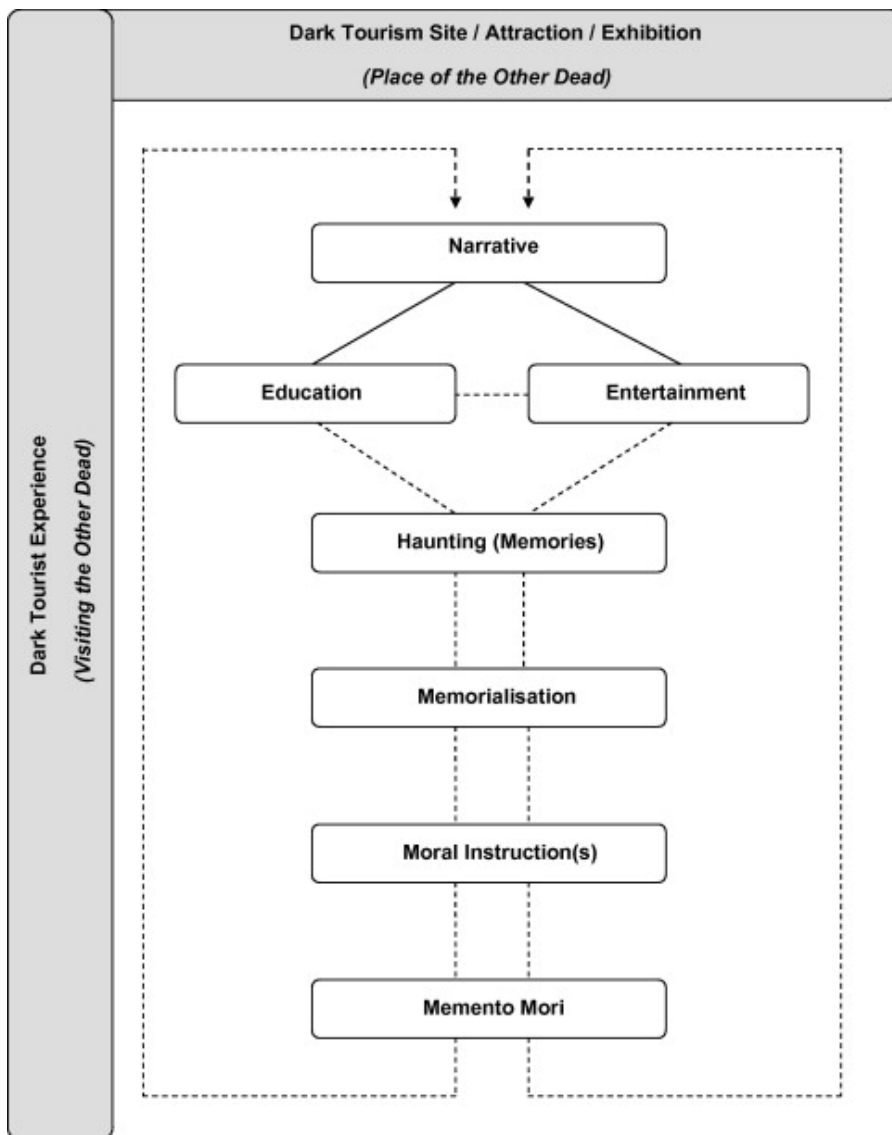 Dark Tourism Site / Attraction / Exhibition
(Place of the Other Dead)
Dark Tourist Experience
(Visiting the Other Dead)
Narrative
Education
Entertainment
Haunting (Memories)
Memorialisation
Moral Instruction(s)
Memento Mori